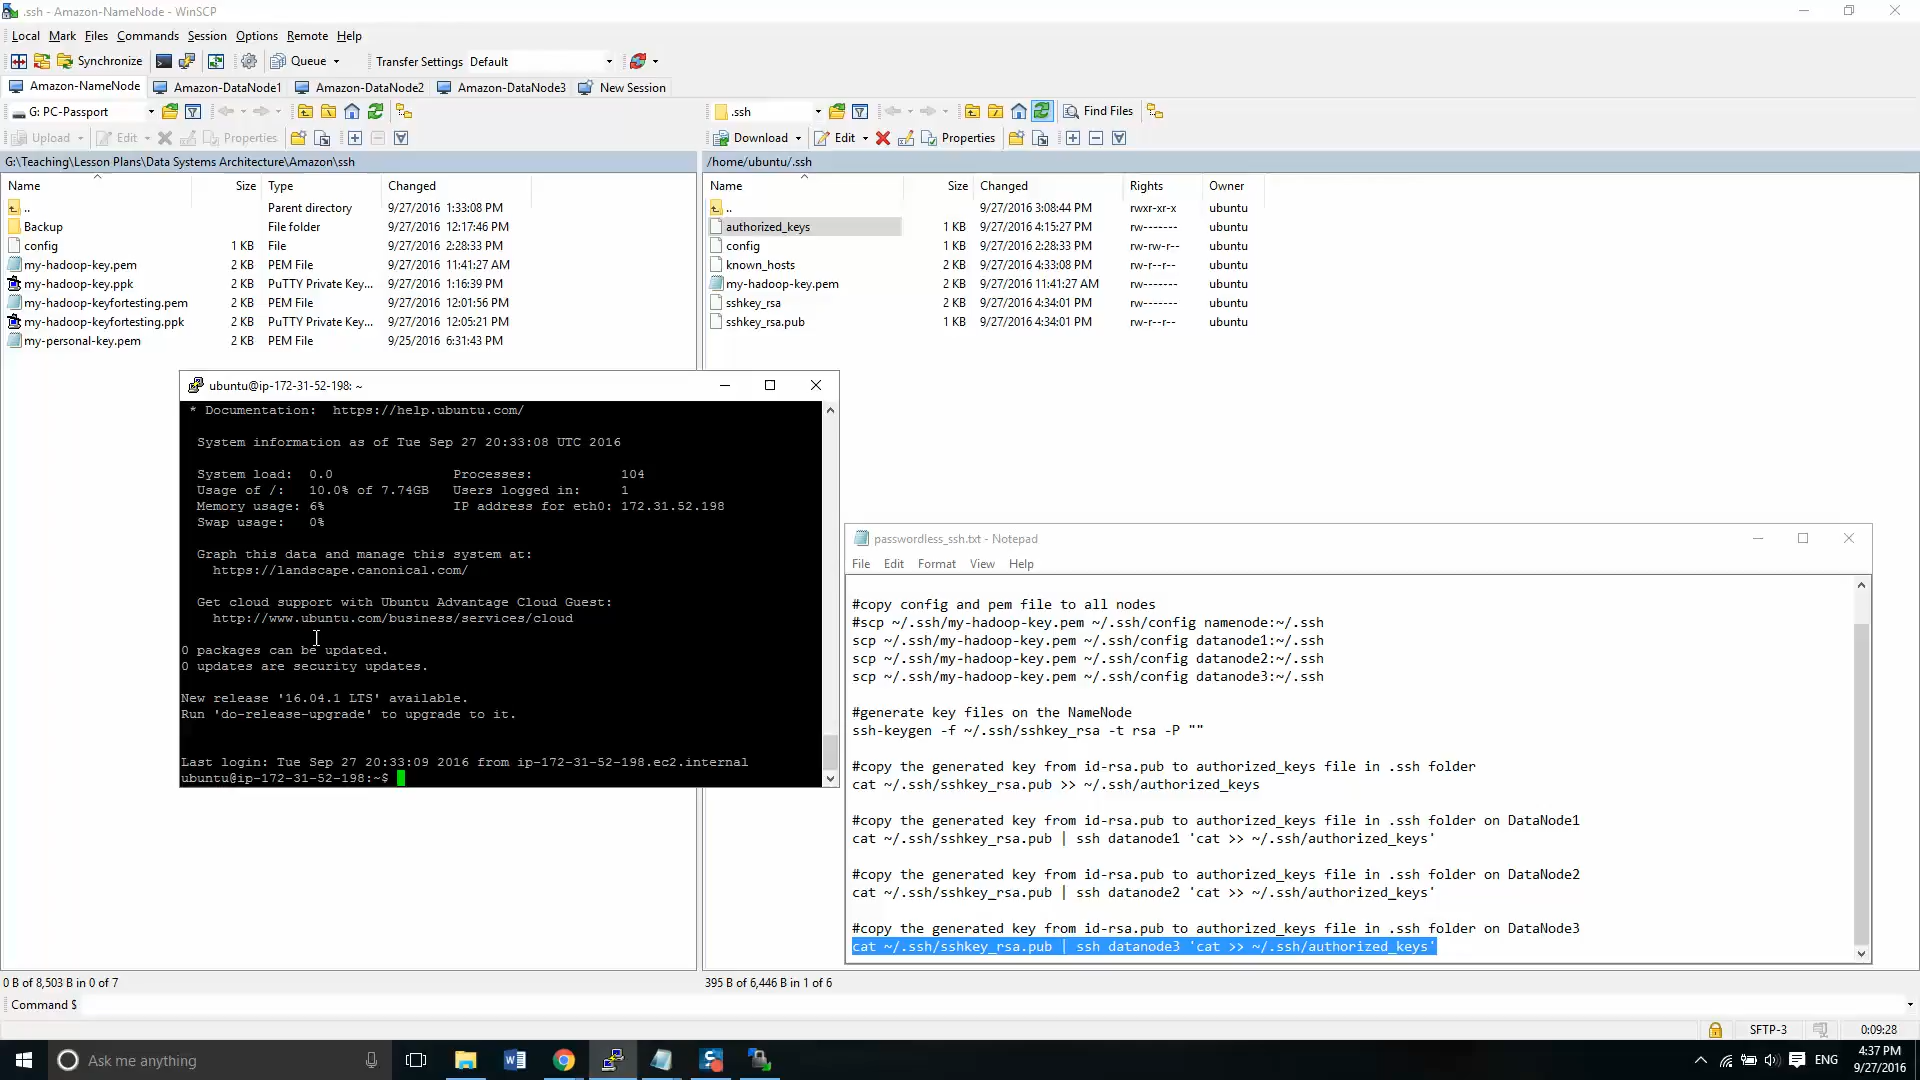 .ssh - Amazon-NameNode - WinSCP
Local Mark Files Commands Session Options Remote Help
Synchronize Queue Transfer Settings Default
Amazon-NameNode Amazon-DataNode1 Amazon-DataNode2 Amazon-DataNode3 New Session
G: PC-Passport .ssh Find Files
Upload Edit Properties Download Edit Properties
G:\Teaching\Lesson Plans\Data Systems Architecture\Amazon\ssh
Name Size Type Changed
.. Parent directory 9/27/2016 1:33:08 PM
Backup File folder 9/27/2016 12:17:46 PM
config 1 KB File 9/27/2016 2:28:33 PM
my-hadoop-key.pem 2 KB PEM File 9/27/2016 11:41:27 AM
my-hadoop-key.ppk 2 KB PuTTY Private Key... 9/27/2016 1:16:39 PM
my-hadoop-keyfortesting.pem 2 KB PEM File 9/27/2016 12:01:56 PM
my-hadoop-keyfortesting.ppk 2 KB PuTTY Private Key... 9/27/2016 12:05:21 PM
my-personal-key.pem 2 KB PEM File 9/25/2016 6:31:43 PM
/home/ubuntu/.ssh
Name Size Changed Rights Owner
.. 9/27/2016 3:08:44 PM rwxr-xr-x ubuntu
authorized_keys 1 KB 9/27/2016 4:15:27 PM rw------- ubuntu
config 1 KB 9/27/2016 2:28:33 PM rw-rw-r-- ubuntu
known_hosts 2 KB 9/27/2016 4:33:08 PM rw-r--r-- ubuntu
my-hadoop-key.pem 2 KB 9/27/2016 11:41:27 AM rw------- ubuntu
sshkey_rsa 2 KB 9/27/2016 4:34:01 PM rw------- ubuntu
sshkey_rsa.pub 1 KB 9/27/2016 4:34:01 PM rw-r--r-- ubuntu
ubuntu@ip-172-31-52-198: ~
* Documentation: https://help.ubuntu.com/
System information as of Tue Sep 27 20:33:08 UTC 2016
System load: 0.0 Processes: 104
Usage of /: 10.0% of 7.74GB Users logged in: 1
Memory usage: 6% IP address for eth0: 172.31.52.198
Swap usage: 0%
Graph this data and manage this system at:
https://landscape.canonical.com/
Get cloud support with Ubuntu Advantage Cloud Guest:
http://www.ubuntu.com/business/services/cloud
0 packages can be updated.
0 updates are security updates.
New release '16.04.1 LTS' available.
Run 'do-release-upgrade' to upgrade to it.
Last login: Tue Sep 27 20:33:09 2016 from ip-172-31-52-198.ec2.internal
ubuntu@ip-172-31-52-198:~$
passwordless_ssh.txt - Notepad
File Edit Format View Help
#copy config and pem file to all nodes
#scp ~/.ssh/my-hadoop-key.pem ~/.ssh/config namenode:~/.ssh
scp ~/.ssh/my-hadoop-key.pem ~/.ssh/config datanode1:~/.ssh
scp ~/.ssh/my-hadoop-key.pem ~/.ssh/config datanode2:~/.ssh
scp ~/.ssh/my-hadoop-key.pem ~/.ssh/config datanode3:~/.ssh
#generate key files on the NameNode
ssh-keygen -f ~/.ssh/sshkey_rsa -t rsa -P ""
#copy the generated key from id-rsa.pub to authorized_keys file in .ssh folder
cat ~/.ssh/sshkey_rsa.pub >> ~/.ssh/authorized_keys
#copy the generated key from id-rsa.pub to authorized_keys file in .ssh folder on DataNode1
cat ~/.ssh/sshkey_rsa.pub | ssh datanode1 'cat >> ~/.ssh/authorized_keys'
#copy the generated key from id-rsa.pub to authorized_keys file in .ssh folder on DataNode2
cat ~/.ssh/sshkey_rsa.pub | ssh datanode2 'cat >> ~/.ssh/authorized_keys'
#copy the generated key from id-rsa.pub to authorized_keys file in .ssh folder on DataNode3
cat ~/.ssh/sshkey_rsa.pub | ssh datanode3 'cat >> ~/.ssh/authorized_keys'
0 B of 8,503 B in 0 of 7
395 B of 6,446 B in 1 of 6
Command $
SFTP-3 0:09:28
Ask me anything
ENG
4:37 PM
9/27/2016